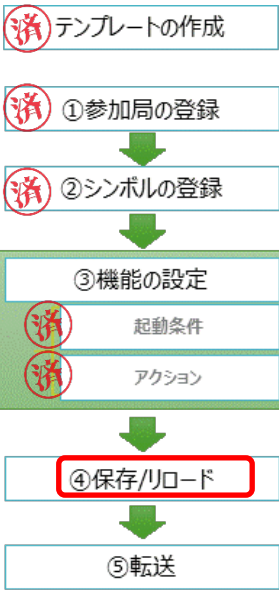 済 テンプレートの作成
済 ①参加局の登録
済 ②シンボルの登録
③機能の設定
済 起動条件
済 アクション
④保存/リロード
⑤転送